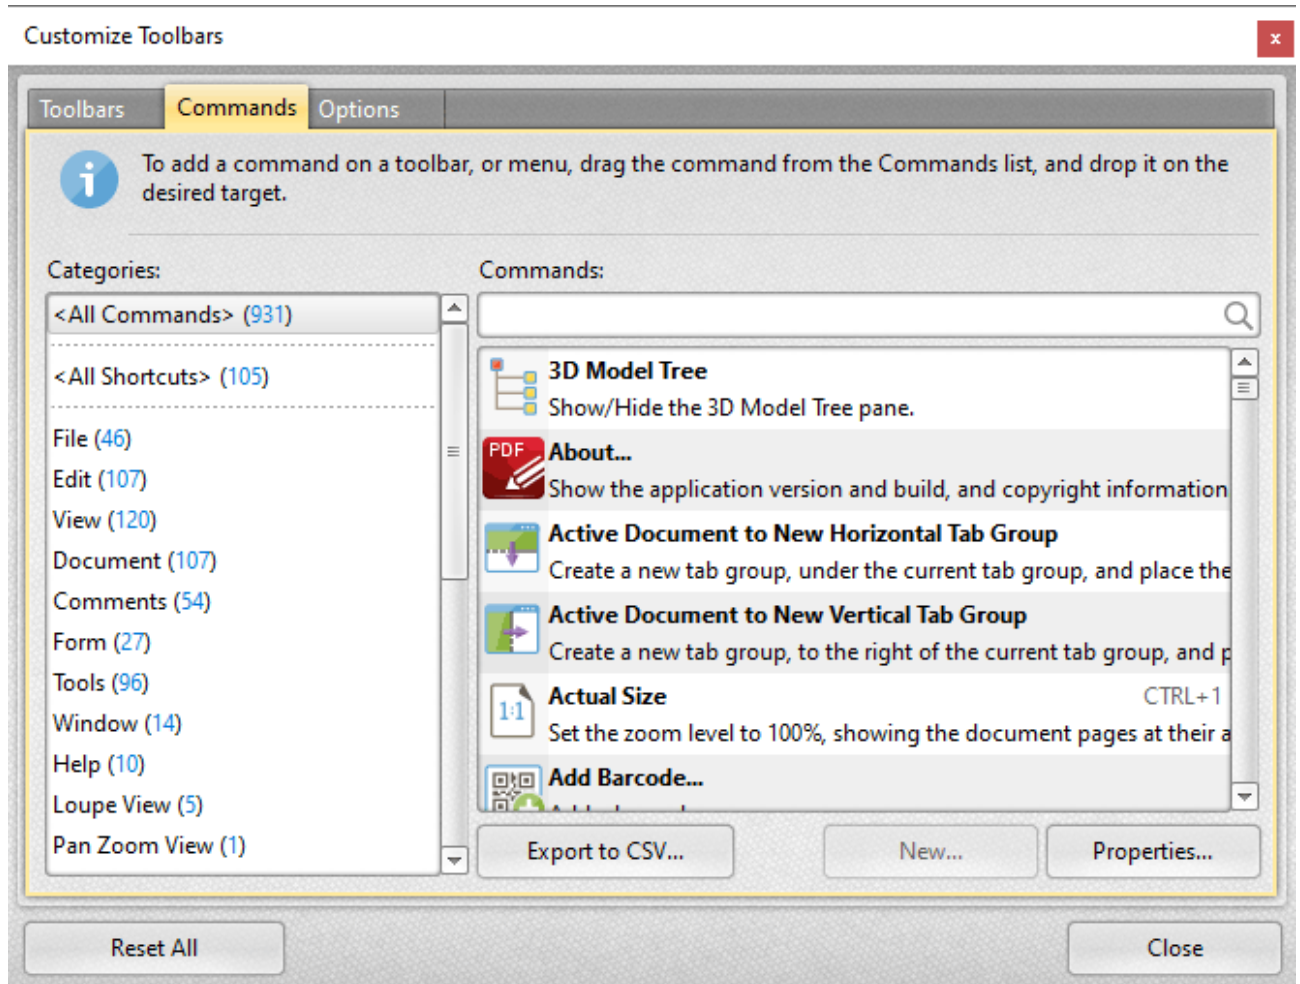 Customize Toolbars
x
Toolbars
Commands
Options
To add a command on a toolbar, or menu, drag the command from the Commands list, and drop it on the
desired target.
Categories:
<All Commands> (931)
<All Shortcuts> (105)
File (46)
Edit (107)
View (120)
Document (107)
Comments (54)
Form (27)
Tools (96)
Window (14)
Help (10)
Loupe View (5)
Pan Zoom View (1)
Commands:
3D Model Tree
Show/Hide the 3D Model Tree pane.
PDF
About...
Show the application version and build, and copyright information
Active Document to New Horizontal Tab Group
Create a new tab group, under the current tab group, and place the
Active Document to New Vertical Tab Group
Create a new tab group, to the right of the current tab group, and
1:1
Actual Size CTRL+1
Set the zoom level to 100%, showing the document pages at their a
Add Barcode...
Export to CSV...
New...
Properties...
Reset All
Close